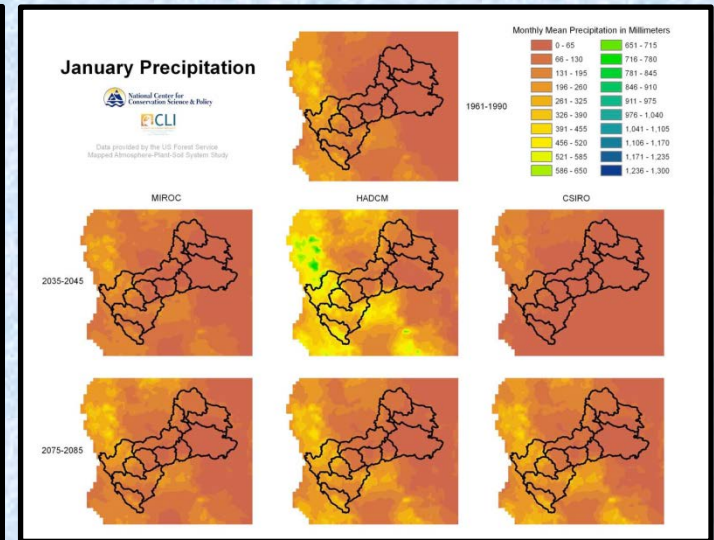 January Precipitation
National Center for
Conservation Science & Policy
CLI
Data provided by the US Forest Service
Mapped Atmosphere-Plant-Soil System Study
1961-1990
Monthly Mean Precipitation in Millimeters
0 - 65
66 - 130
131 - 195
196 - 260
261 - 325
326 - 390
391 - 455
456 - 520
521 - 585
586 - 650
651 - 715
716 - 780
781 - 845
846 - 910
911 - 975
976 - 1,040
1,041 - 1,105
1,106 - 1,170
1,171 - 1,235
1,236 - 1,300
MIROC
HADCM
CSIRO
2035-2045
2075-2085